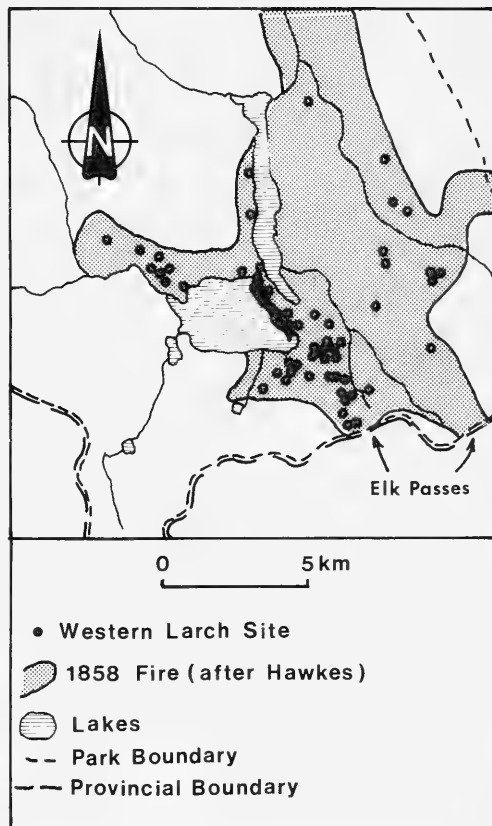 N
Elk Passes
0 5 km
Western Larch Site
1858 Fire (after Hawkes)
Lakes
Park Boundary
Provincial Boundary